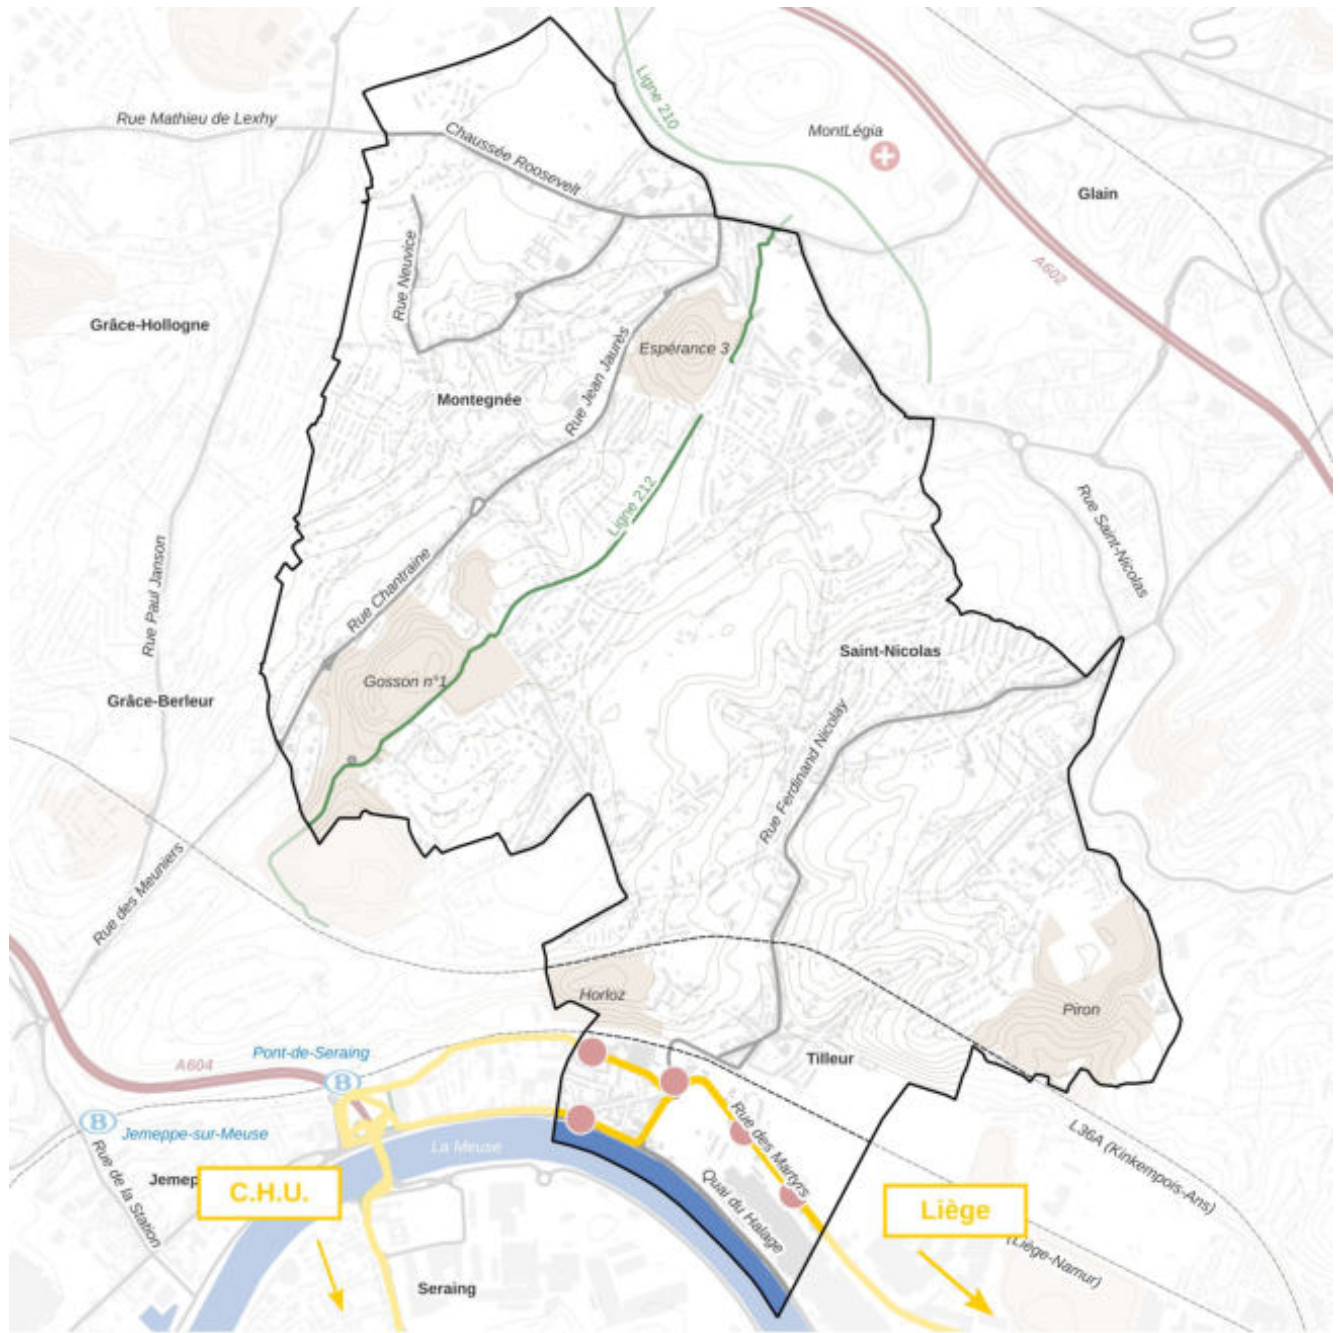 Ligne 210
Rue Mathieu de Lexhy
Chaussée Roosevelt
MontLégia
Glain
A602
Rue Neuvice
Grâce-Hollogne
Espérance 3
Rue Jean Jaurès
Montegnée
Ligne 212
Rue Saint-Nicolas
Rue Paul Janson
Rue Chantraine
Saint-Nicolas
Gosson n°1
Grâce-Berleur
Rue Ferdinand Nicolay
Rue des Meuniers
Horloz
Piron
Pont-de-Seraing
Tilleur
A604
B
B
Jemeppe-sur-Meuse
La Meuse
Rue des Martyrs
L36A (Kinkempois-Ans)
Rue de la Station
Jemep
C.H.U.
Quai du Halage
Liège
(Liège-Namur)
Seraing